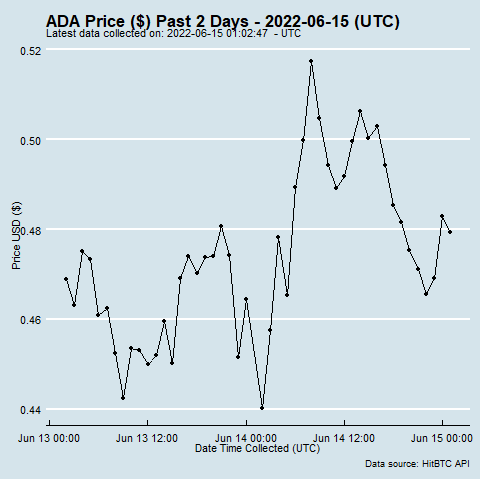 ADA Price ($) Past 2 Days - 2022-06-15 (UTC)
Latest data collected on: 2022-06-15 01:02:47  - UTC
0.52
0.50
0.48
0.46
0.44
Price USD ($)
Jun 13 00:00 Jun 13 12:00 Jun 14 00:00 Jun 14 12:00 Jun 15 00:00
Date Time Collected (UTC)
Data source: HitBTC API